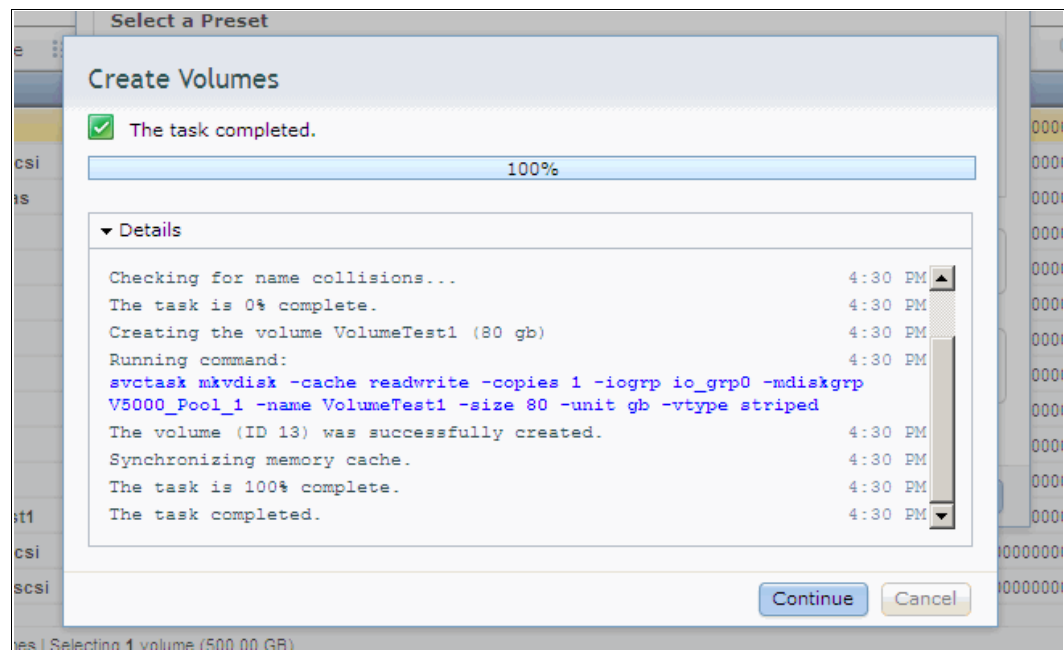 Select a Preset
Create Volumes
The task completed.
100%
Details
Checking for name collisions... 4:30 PM
The task is 0% complete. 4:30 PM
Creating the volume VolumeTest1 (80 gb) 4:30 PM
Running command: 4:30 PM
svctask mkvdisk -cache readwrite -copies 1 -iogrp io_grp0 -mdiskgrp
V5000_Pool_1 -name VolumeTest1 -size 80 -unit gb -vtype striped
The volume (ID 13) was successfully created. 4:30 PM
Synchronizing memory cache. 4:30 PM
The task is 100% complete. 4:30 PM
The task completed. 4:30 PM
Continue Cancel
Selecting 1 volume (500.00 GB)